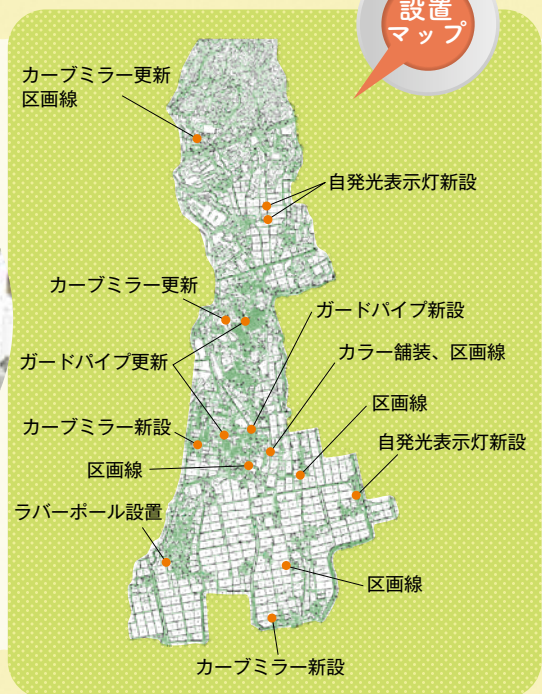 設置
マップ
カーブミラー更新
区画線
自発光表示灯新設
カーブミラー更新
ガードパイプ新設
ガードパイプ更新
カラー舗装、区画線
区画線
カーブミラー新設
自発光表示灯新設
区画線
ラバーポール設置
区画線
カーブミラー新設